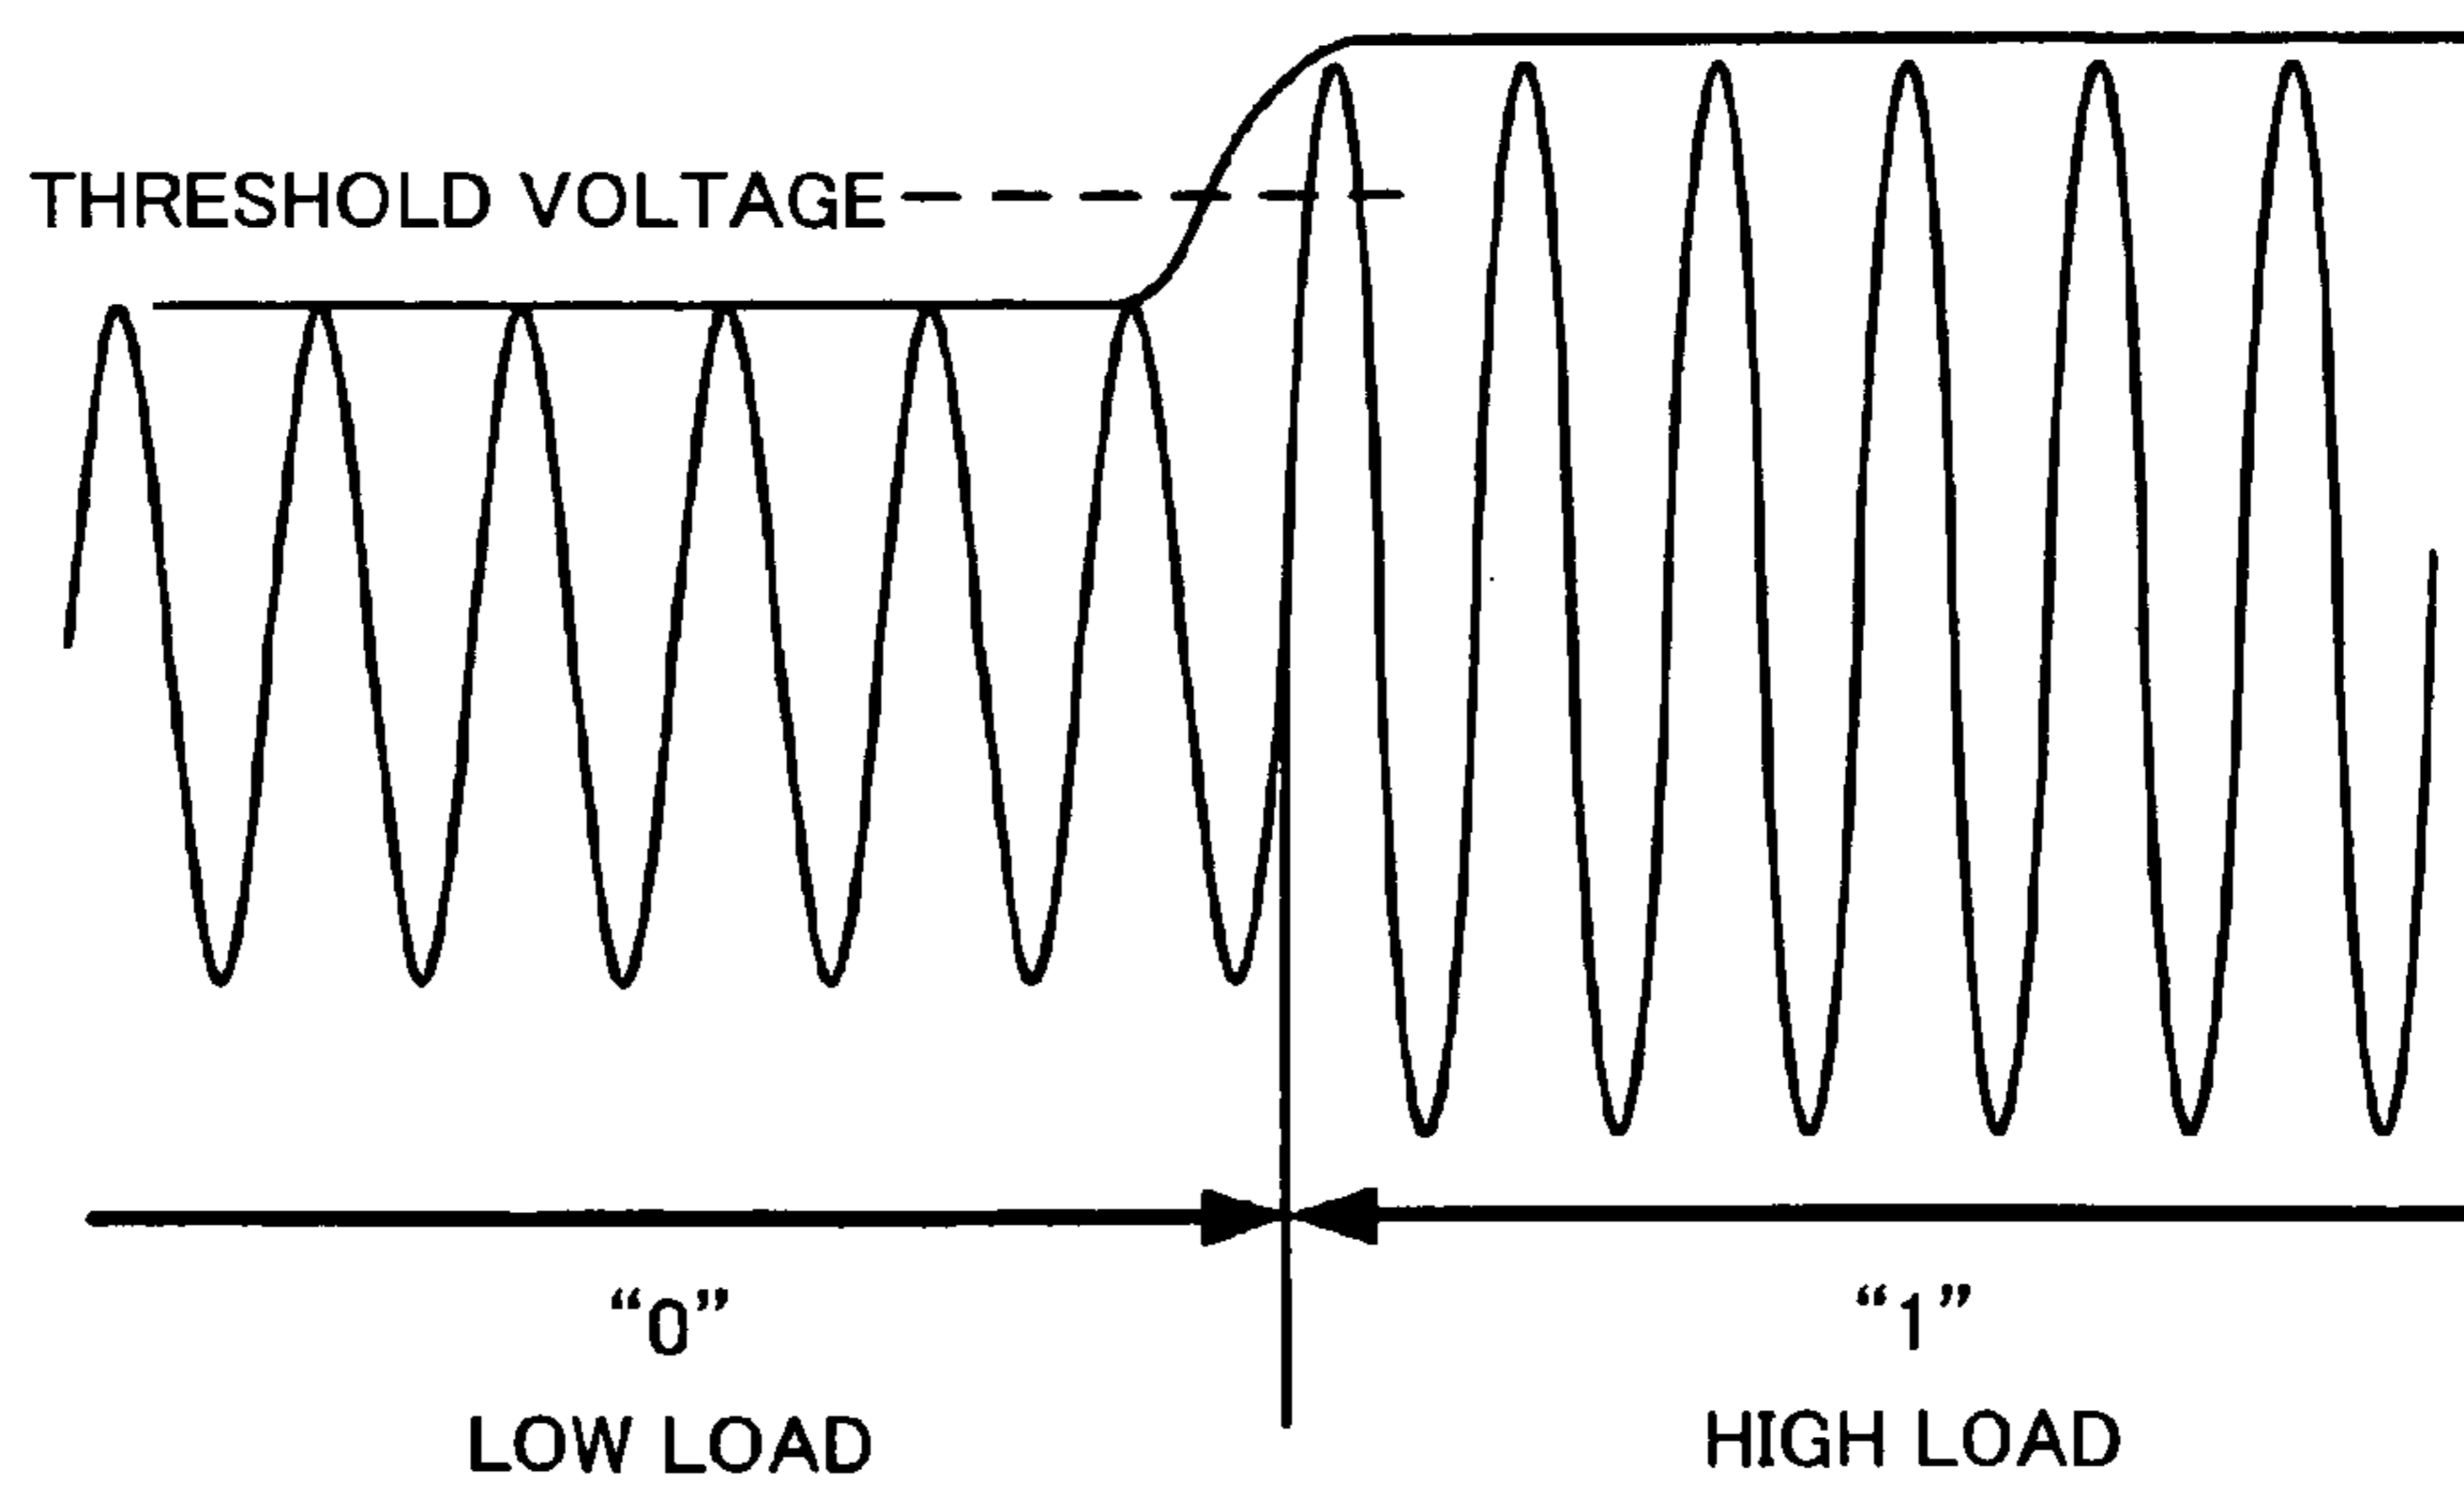 THRESHOLD VOLTAGE
“0”
LOW LOAD
“1”
HIGH LOAD